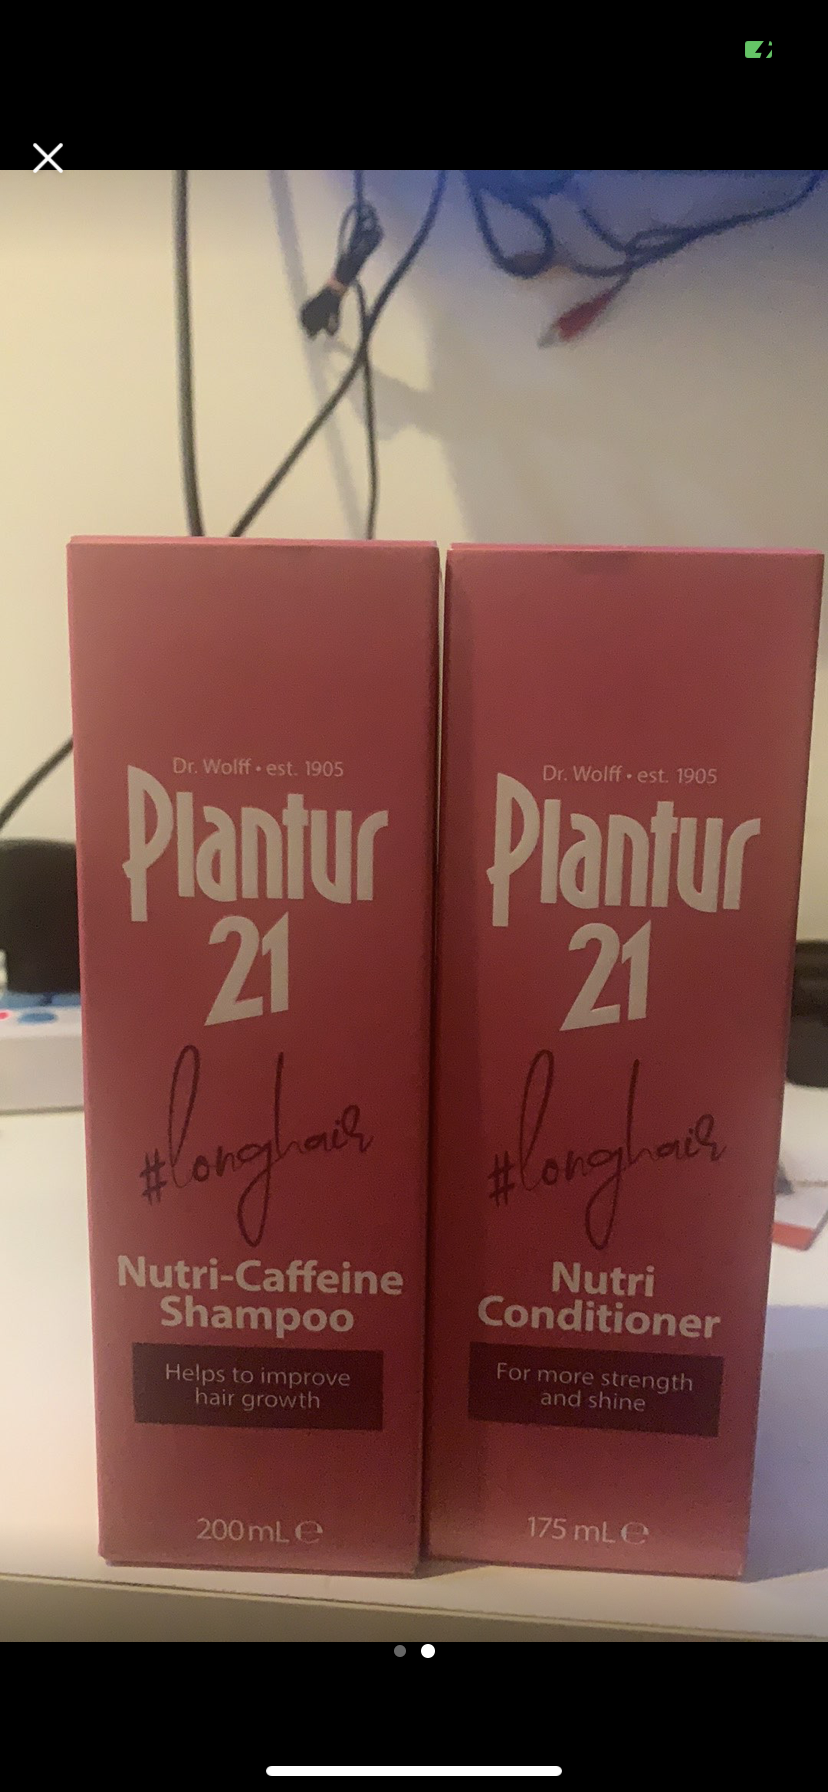 Dr. Wolff • est. 1905
Plantur
21
#longhair
Nutri-Caffeine
Shampoo
Helps to improve
hair growth
200 mL ℮
Dr. Wolff • est. 1905
Plantur
21
#longhair
Nutri
Conditioner
For more strength
and shine
175 mL ℮